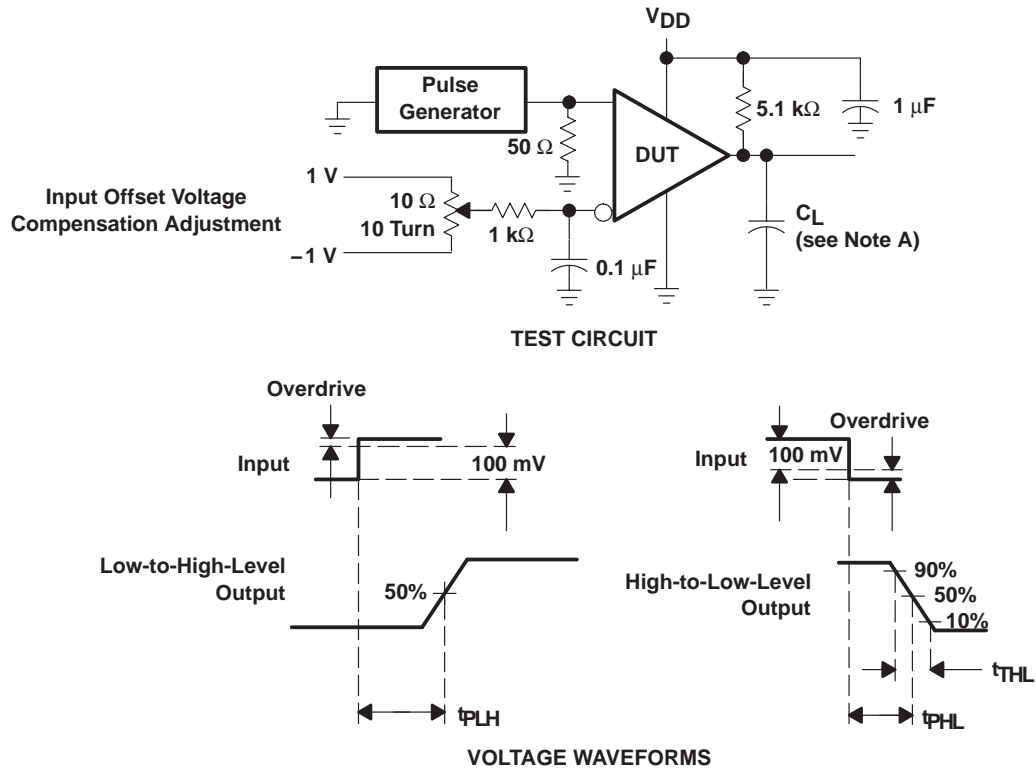 VDD
Pulse
Generator
5.1 kΩ
1 μF
50 Ω
DUT
1 V
Input Offset Voltage
Compensation Adjustment
10 Ω
10 Turn
1 kΩ
CL
(see Note A)
−1 V
0.1 μF
TEST CIRCUIT
Overdrive
Overdrive
Input
100 mV
Input
100 mV
Low-to-High-Level
Output
50%
High-to-Low-Level
Output
90%
50%
10%
tTHL
tPLH
tPHL
VOLTAGE WAVEFORMS